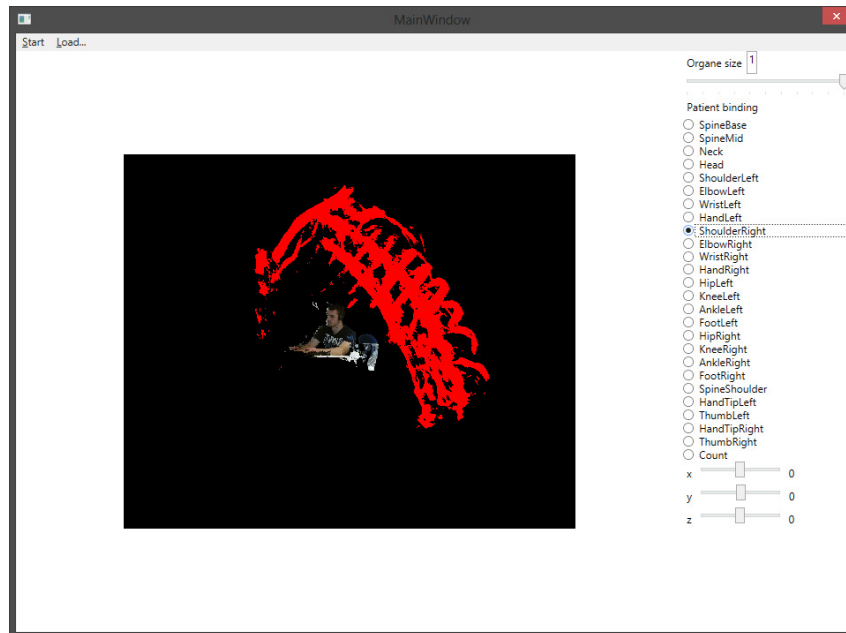 MainWindow
Start Load...
Organe size 1
Patient binding
SpineBase
SpineMid
Neck
Head
ShoulderLeft
ElbowLeft
WristLeft
HandLeft
ShoulderRight
ElbowRight
WristRight
HandRight
HipLeft
KneeLeft
AnkleLeft
FootLeft
HipRight
KneeRight
AnkleRight
FootRight
SpineShoulder
HandTipLeft
ThumbLeft
HandTipRight
ThumbRight
Count
x 0
y 0
z 0